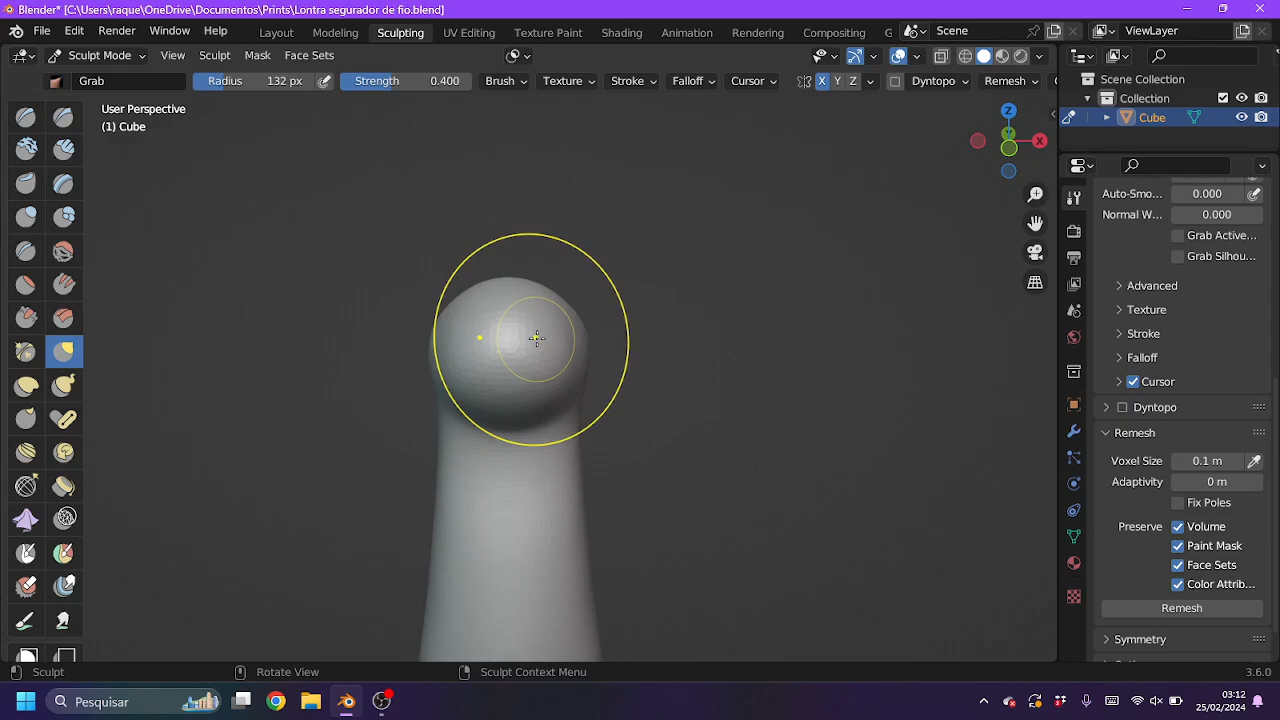 Blender* [C:\Users\raque\OneDrive\Documentos\Prints\Lontra segurador de fio.blend]
File Edit Render Window Help Layout Modeling Sculpting UV Editing Texture Paint Shading Animation Rendering Compositing G Scene ViewLayer
Sculpt Mode View Sculpt Mask Face Sets
Grab Radius 132 px Strength 0.400 Brush Texture Stroke Falloff Cursor X Y Z Dyntopo Remesh
Scene Collection
Collection
Cube
User Perspective
(1) Cube
Z
X
Auto-Smo... 0.000
Normal W... 0.000
Grab Active...
Grab Silhou...
Advanced
Texture
Stroke
Falloff
Cursor
Dyntopo
Remesh
Voxel Size 0.1 m
Adaptivity 0 m
Fix Poles
Preserve Volume
Paint Mask
Face Sets
Color Attrib...
Remesh
Symmetry
Sculpt Rotate View Sculpt Context Menu 3.6.0
Pesquisar
03:12
25/02/2024